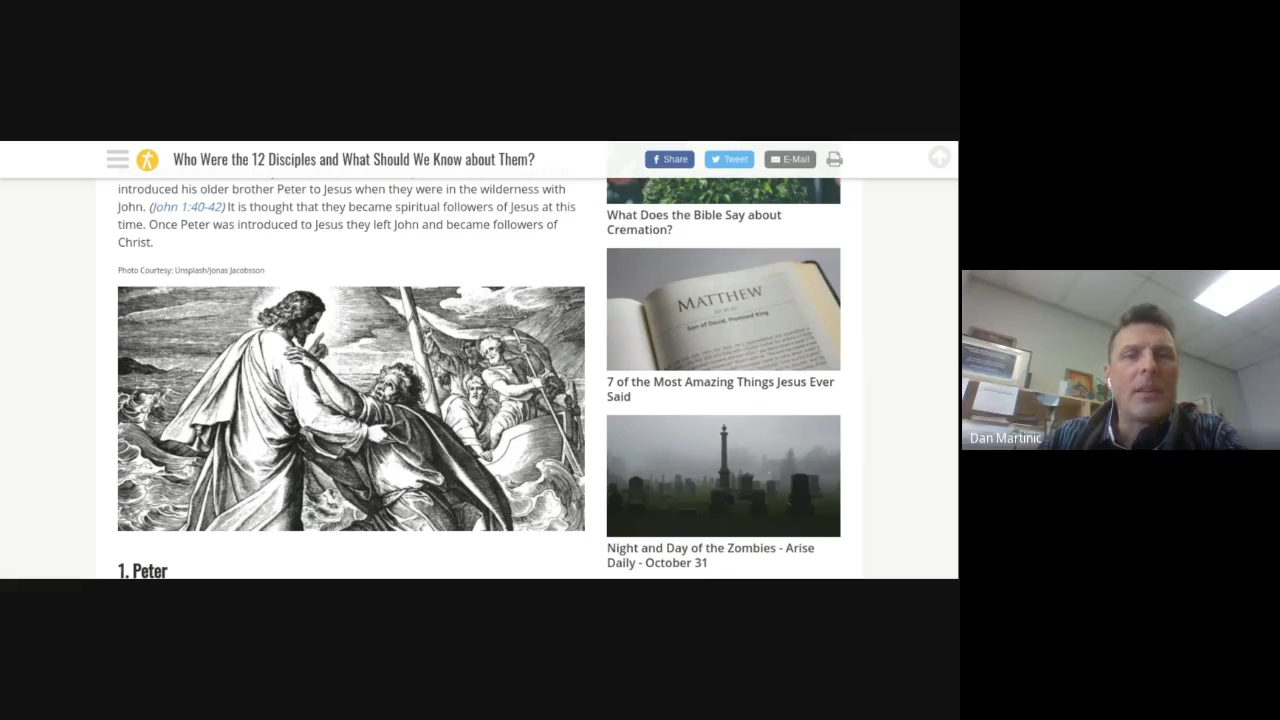 Who Were the 12 Disciples and What Should We Know about Them?
Share
Tweet
E-Mail
introduced his older brother Peter to Jesus when they were in the wilderness with
John. (John 1:40-42) It is thought that they became spiritual followers of Jesus at this
time. Once Peter was introduced to Jesus they left John and became followers of
Christ.
Photo Courtesy: Unsplash/Jonas Jacobsson
1. Peter
What Does the Bible Say about
Cremation?
MATTHEW
Son of David, Promised King
7 of the Most Amazing Things Jesus Ever
Said
Night and Day of the Zombies - Arise
Daily - October 31
Dan Martinic